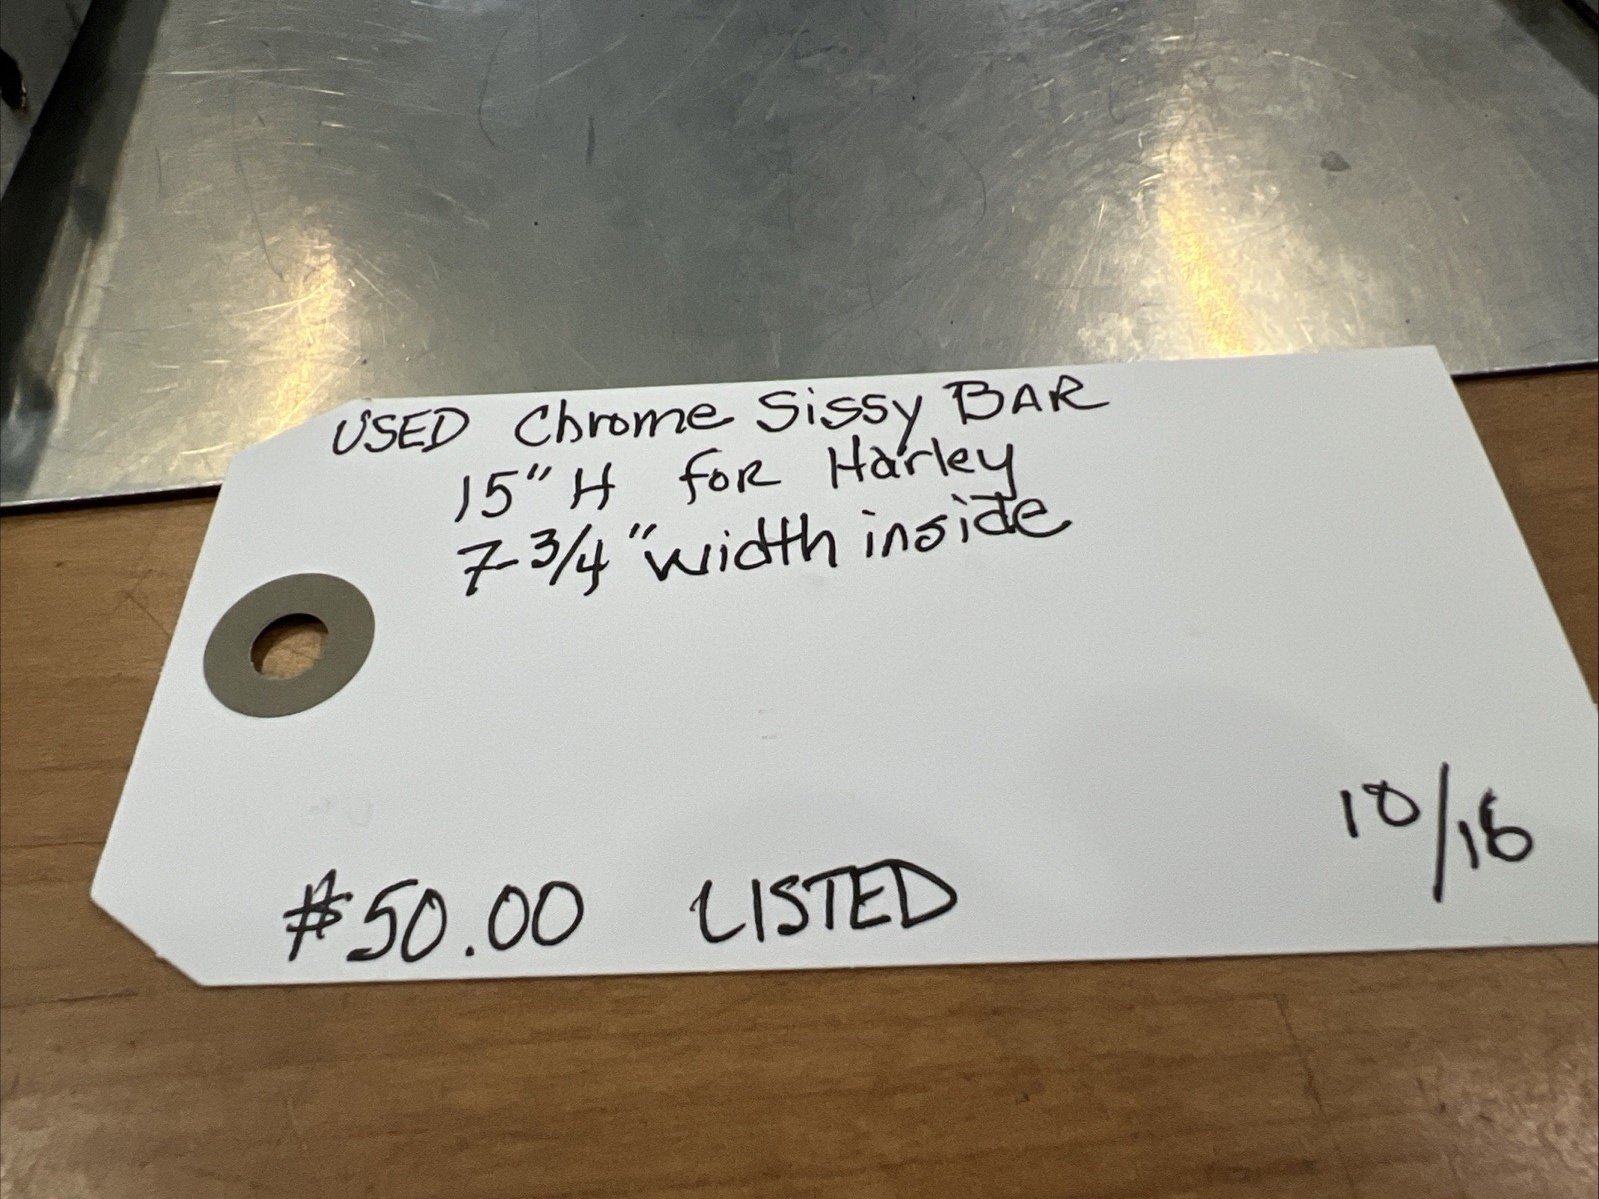 USED Chrome Sissy BAR
15" H FOR Harley
7-3/4" width inside
$50.00 LISTED
10/16